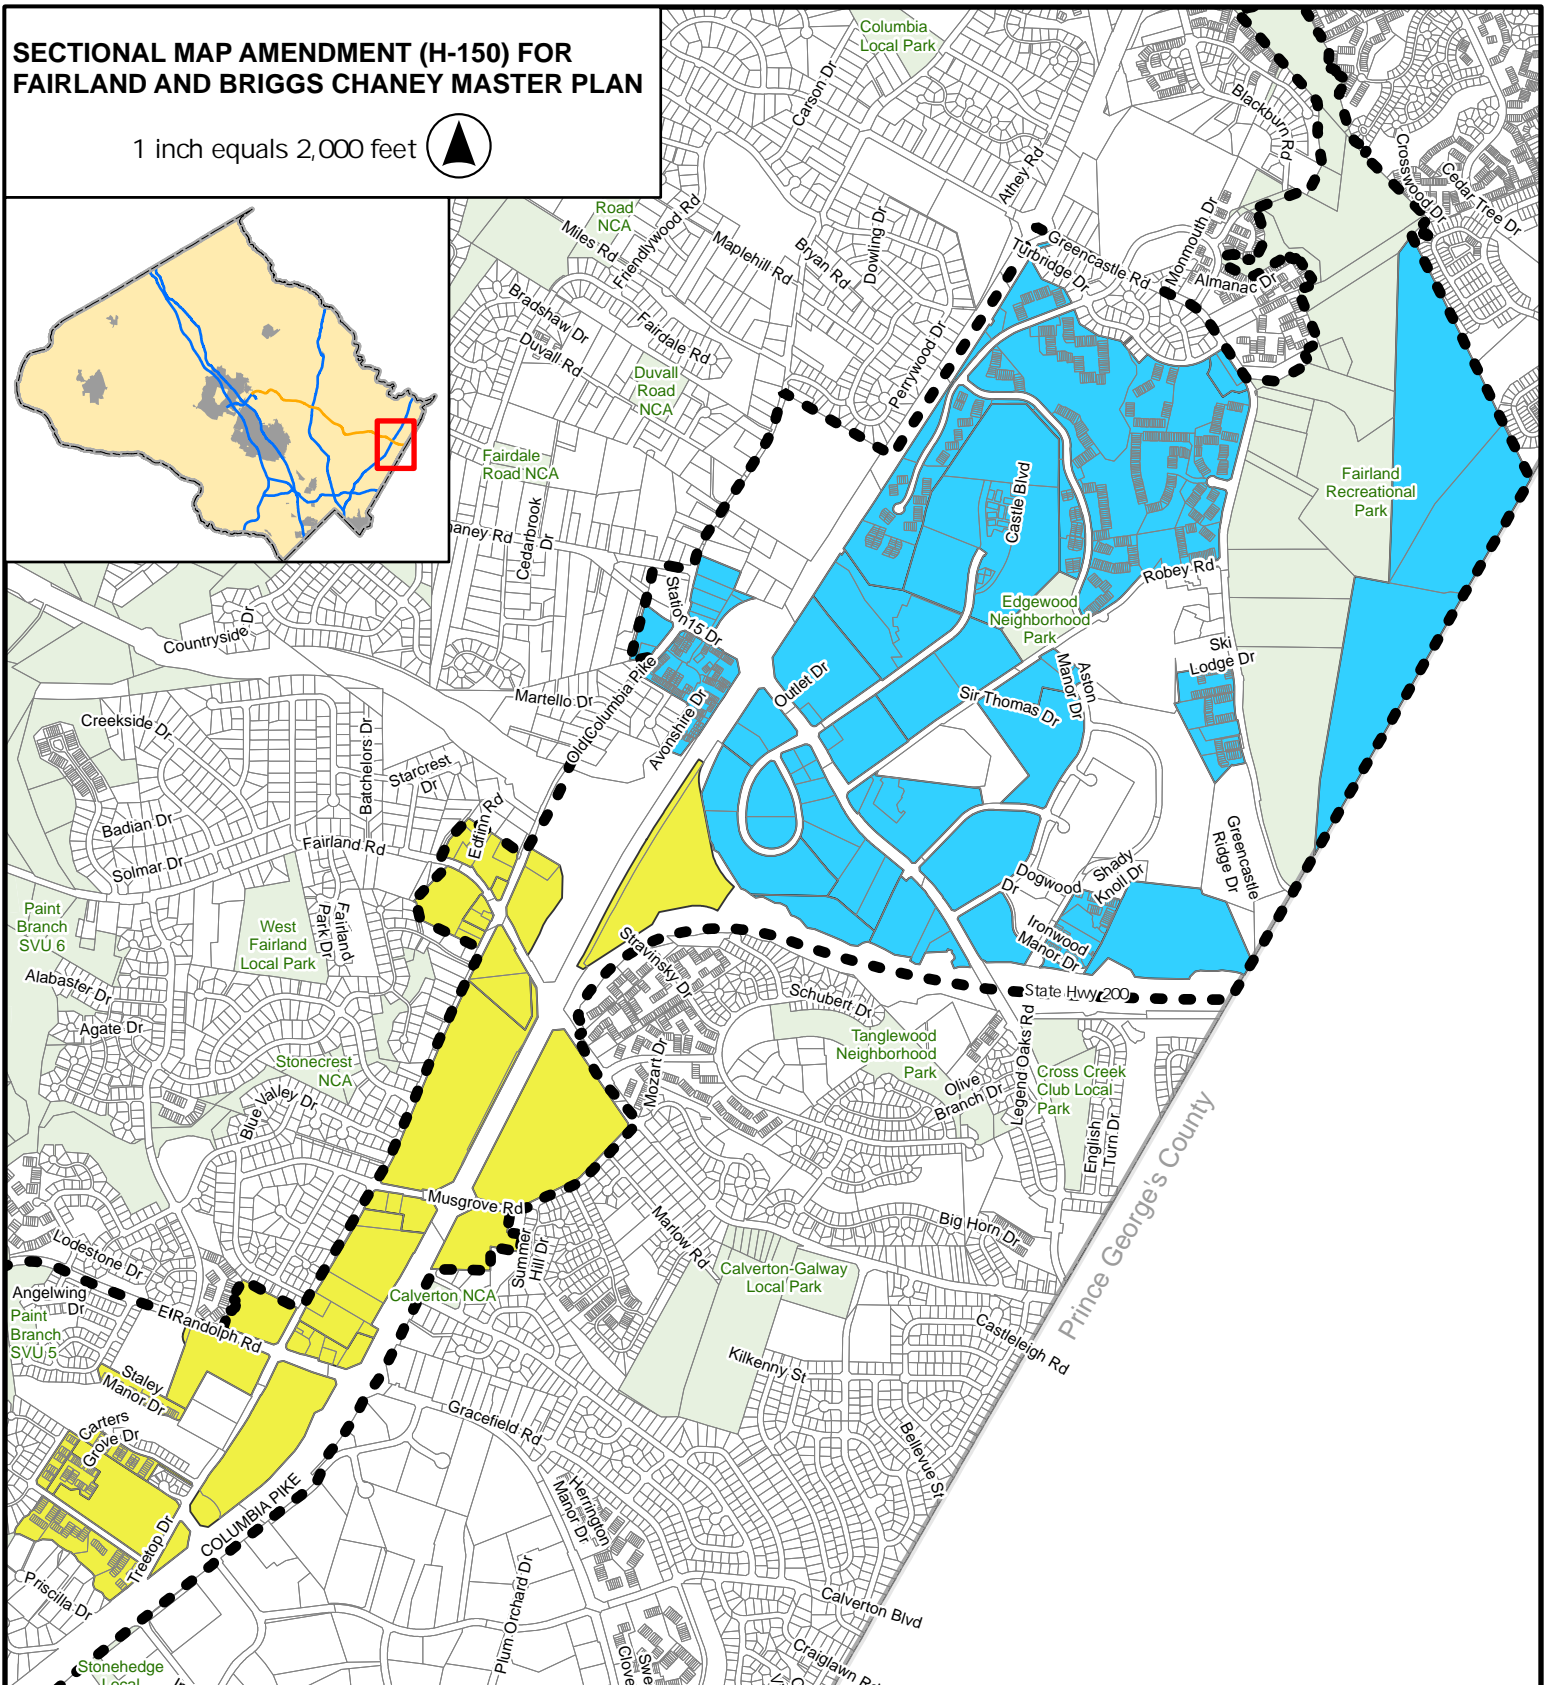 SECTIONAL MAP AMENDMENT (H-150) FOR
FAIRLAND AND BRIGGS CHANEY MASTER PLAN
1 inch equals 2,000 feet
Columbia
Local Park
Carson Dr
Blackburn Rd
Crosswood Dr
Cedar Tree Dr
Athey Rd
Road
NCA
Miles Rd
Friendlywood Rd
Maplehill Rd
Bryan Rd
Dowling Dr
Greencastle Rd
Turbridge Dr
Monmouth Dr
Almanac Dr
Bradshaw Dr
Duvall Rd
Fairdale Rd
Duvall
Road
NCA
Perrywood Dr
Fairdale
Road NCA
Castle Blvd
Fairland
Recreational
Park
haney Rd
Cedarbrook
Dr
Station 15 Dr
Robey Rd
Edgewood
Neighborhood
Park
Countryside Dr
Ski
Lodge Dr
Martello Dr
Old Columbia Pike
Avonshire Dr
Outlet Dr
Sir Thomas Dr
Aston
Manor Dr
Creekside Dr
Batchelors Dr
Starcrest
Dr
Badian Dr
Solmar Dr
Fairland Rd
Edfinn Rd
Greencastle
Ridge Dr
Dogwood
Dr
Shady
Knoll Dr
Ironwood
Manor Dr
Paint
Branch
SVU 6
West
Fairland
Local Park
Fairland
Park Dr
Stravinsky Dr
Alabaster Dr
Agate Dr
Schubert Dr
State Hwy 200
Stonecrest
NCA
Blue Valley Dr
Mozart Dr
Tanglewood
Neighborhood
Park
Olive
Branch Dr
Legend Oaks Rd
Cross Creek
Club Local
Park
English
Turn Dr
Prince George's County
Musgrove Rd
Summer
Hill Dr
Marlow Rd
Big Horn Dr
Lodestone Dr
Angelwing
Dr
Calverton-Galway
Local Park
Calverton NCA
Paint
Branch
SVU 5
E Randolph Rd
Castleleigh Rd
Staley
Manor Dr
Kilkenny St
Carters
Grove Dr
Gracefield Rd
Bellevue St
Treetop Dr
COLUMBIA PIKE
Herrington
Manor Dr
Priscilla Dr
Plum Orchard Dr
Calverton Blvd
Craiglawn Rd
Stonehedge
Local
Clove
Swe